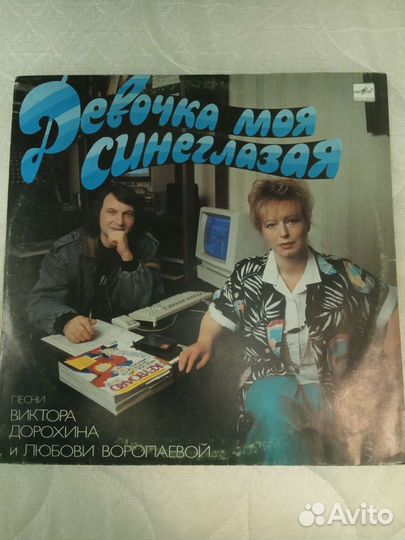 Девочка моя
синеглазая
ПЕСНИ
ВИКТОРА
ДОРОХИНА
и ЛЮБОВИ ВОРОПАЕВОЙ
Avito